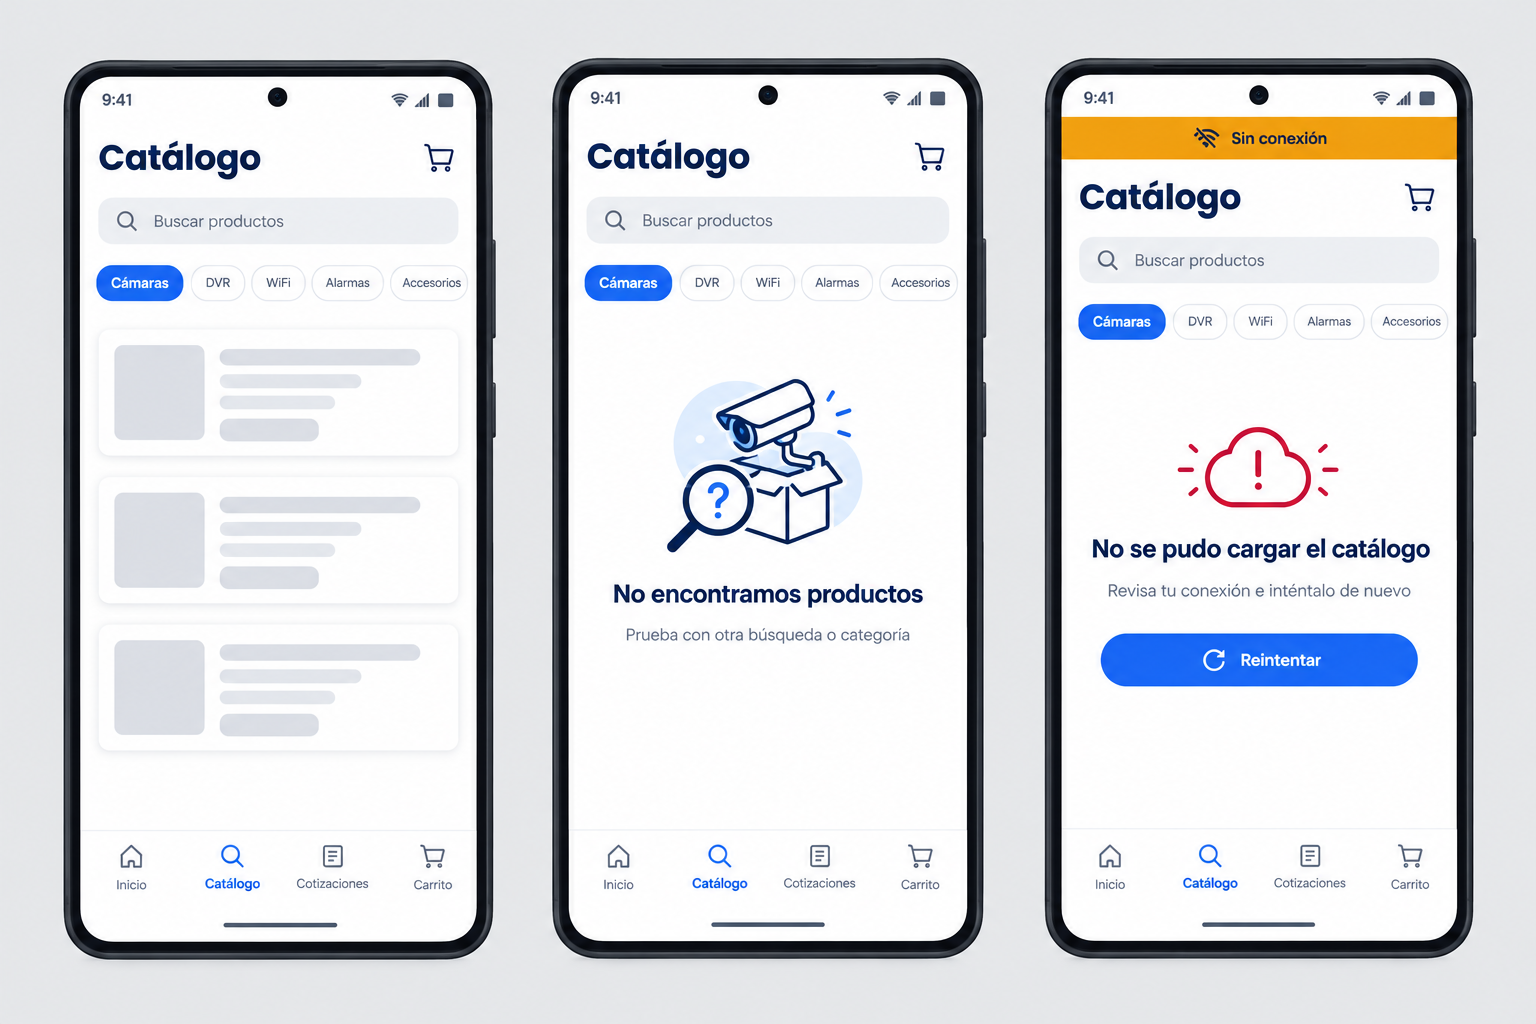 9:41
Catálogo
Buscar productos
Cámaras DVR WiFi Alarmas Accesorios
Inicio Catálogo Cotizaciones Carrito
9:41
Catálogo
Buscar productos
Cámaras DVR WiFi Alarmas Accesorios
?
No encontramos productos
Prueba con otra búsqueda o categoría
Inicio Catálogo Cotizaciones Carrito
9:41
Sin conexión
Catálogo
Buscar productos
Cámaras DVR WiFi Alarmas Accesorios
!
No se pudo cargar el catálogo
Revisa tu conexión e inténtalo de nuevo
Reintentar
Inicio Catálogo Cotizaciones Carrito